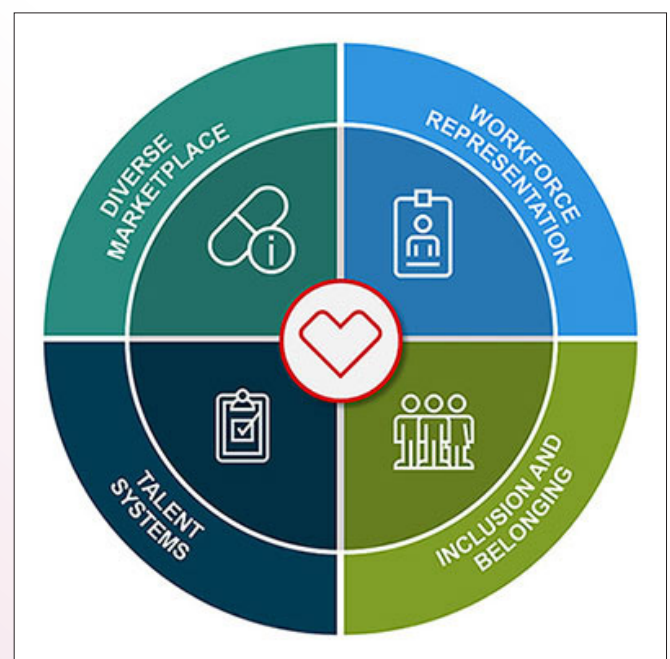 DIVERSE
MARKETPLACE
WORKFORCE
REPRESENTATION
TALENT
SYSTEMS
INCLUSION AND
BELONGING
i